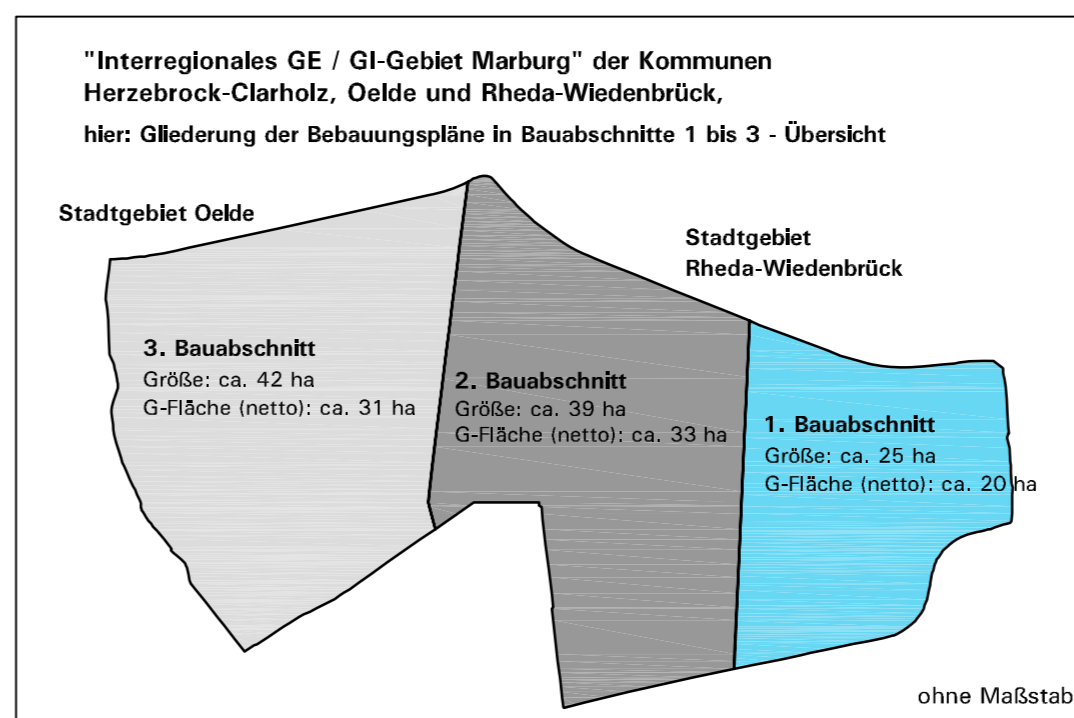 "Interregionales GE / GI-Gebiet Marburg" der Kommunen
Herzebrock-Clarholz, Oelde und Rheda-Wiedenbrück,
hier: Gliederung der Bebauungspläne in Bauabschnitte 1 bis 3 - Übersicht
Stadtgebiet Oelde
Stadtgebiet
Rheda-Wiedenbrück
3. Bauabschnitt
Größe: ca. 42 ha
G-Fläche (netto): ca. 31 ha
2. Bauabschnitt
Größe: ca. 39 ha
G-Fläche (netto): ca. 33 ha
1. Bauabschnitt
Größe: ca. 25 ha
G-Fläche (netto): ca. 20 ha
ohne Maßstab